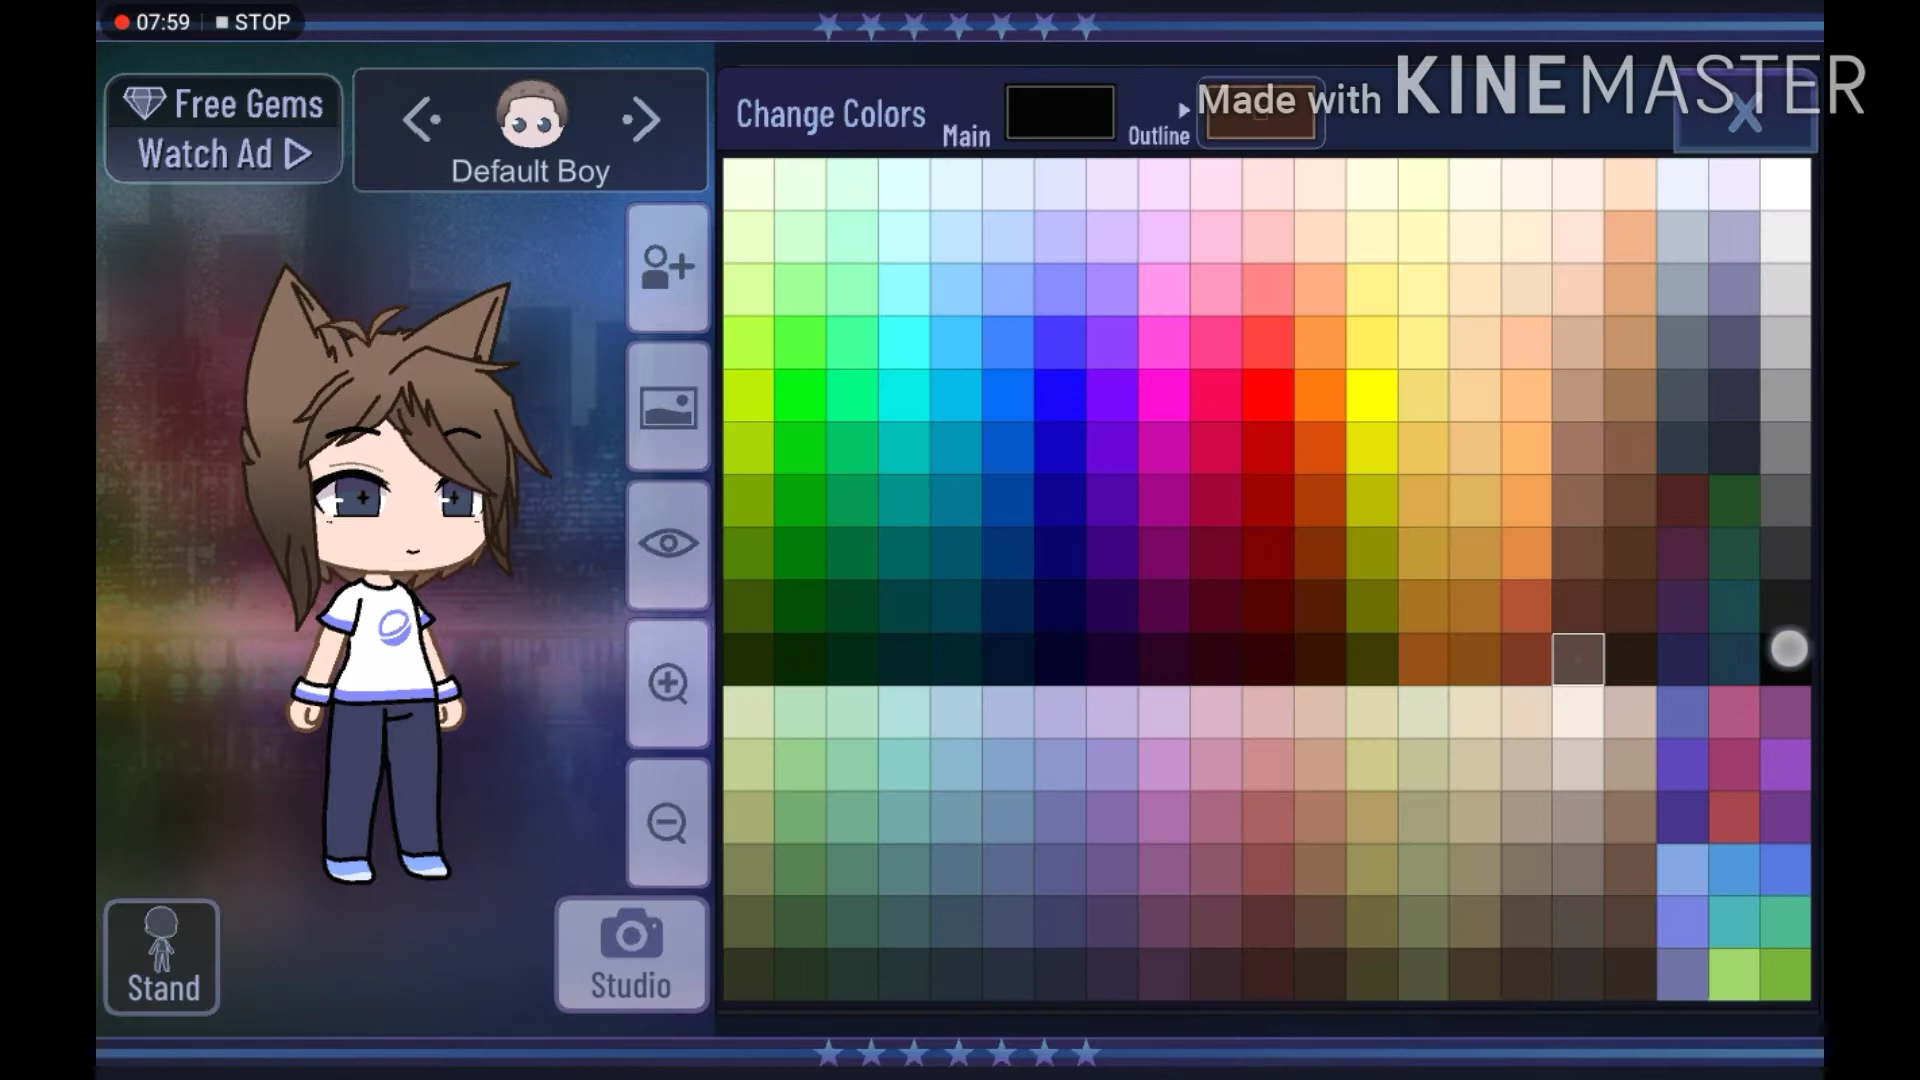 07:59 STOP
Free Gems
Watch Ad
Default Boy
Change Colors
Main
Outline
Made with KINEMASTER
X
Stand
Studio